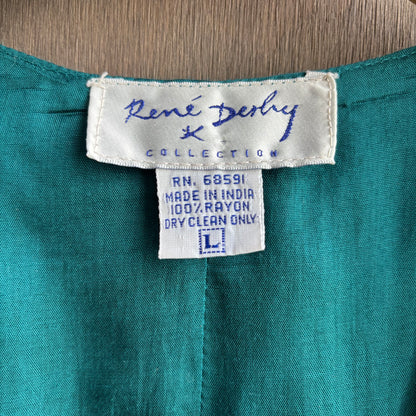 René Derhy
COLLECTION
RN. 68591
MADE IN INDIA
100% RAYON
DRY CLEAN ONLY
L